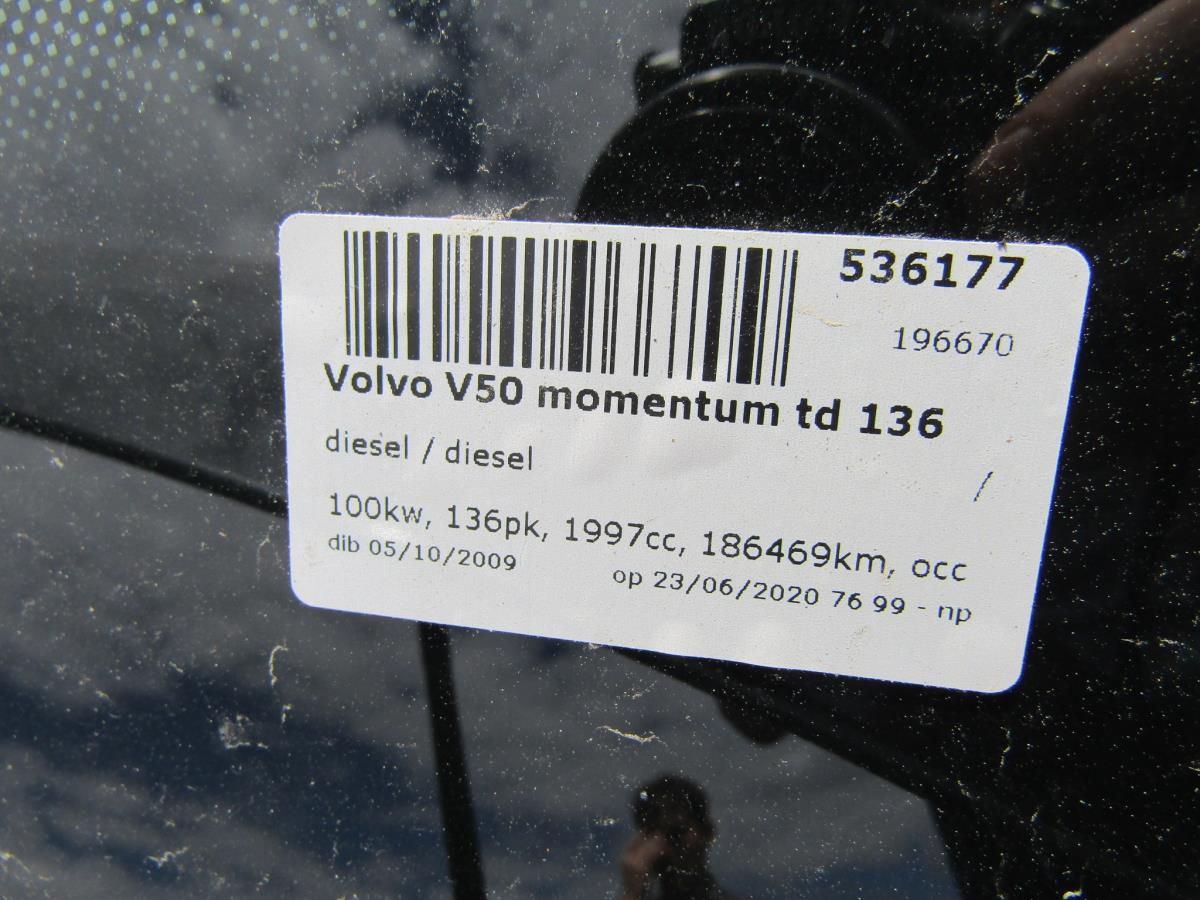 536177
196670
Volvo V50 momentum td 136
diesel / diesel
/
100kw, 136pk, 1997cc, 186469km, occ
dib 05/10/2009
op 23/06/2020 76 99 - np